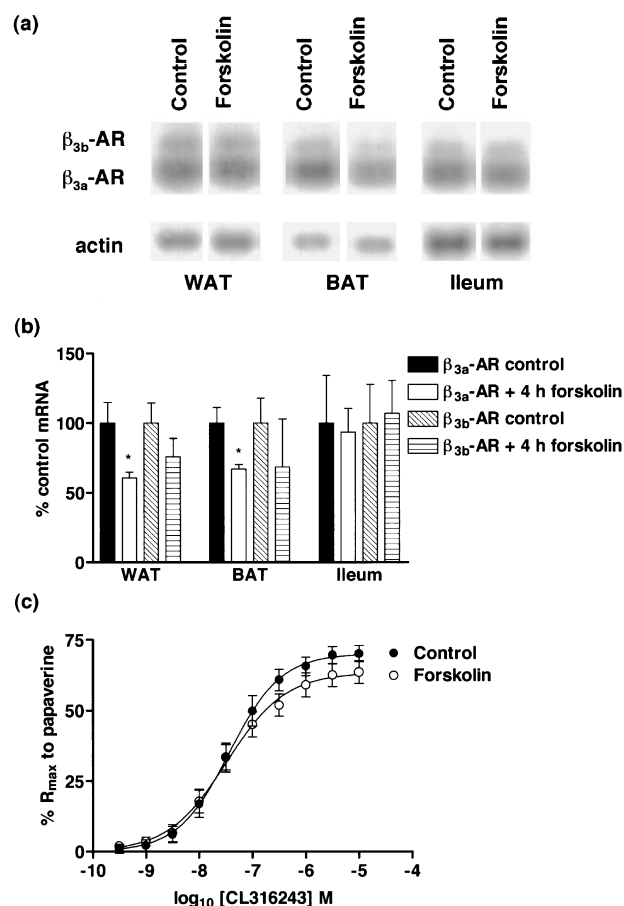 (a)
Control Forskolin Control Forskolin Control Forskolin
β3b-AR
β3a-AR
actin
WAT BAT Ileum
(b)
150
100
50
0
% control mRNA
* *
WAT BAT Ileum
β3a-AR control
β3a-AR + 4 h forskolin
β3b-AR control
β3b-AR + 4 h forskolin
(c)
75
50
25
0
% Rmax to papaverine
Control
Forskolin
-10 -9 -8 -7 -6 -5 -4
log10 [CL316243] M